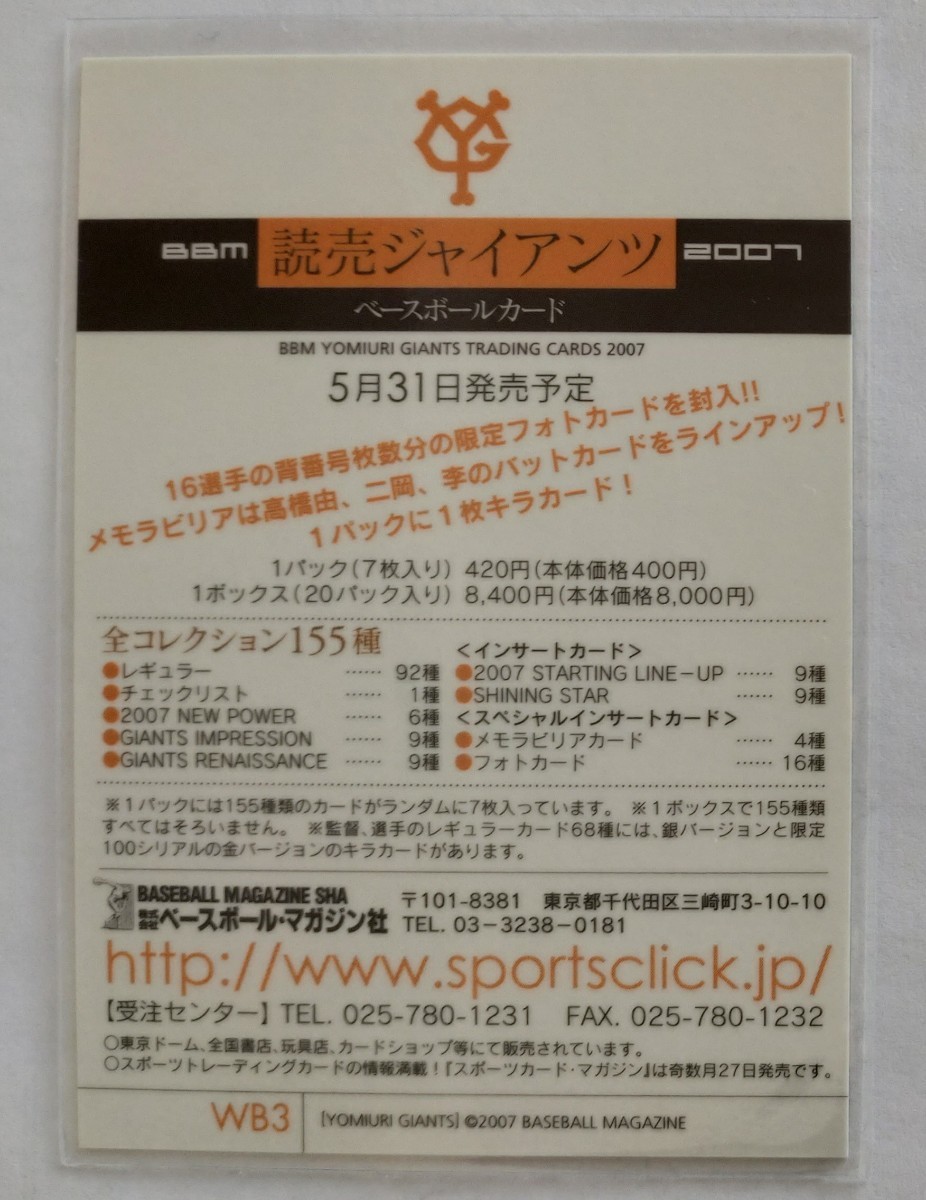 YG
BBM 読売ジャイアンツ 2007
ベースボールカード
BBM YOMIURI GIANTS TRADING CARDS 2007
5月31日発売予定
16選手の背番号枚数分の限定フォトカードを封入!!
メモラビリアは高橋由、二岡、李のバットカードをラインアップ！
1パックに1枚キラカード！
1パック(7枚入り) 420円(本体価格400円)
1ボックス(20パック入り) 8,400円(本体価格8,000円)
全コレクション155種
●レギュラー …… 92種
●チェックリスト …… 1種
●2007 NEW POWER …… 6種
●GIANTS IMPRESSION …… 9種
●GIANTS RENAISSANCE …… 9種
＜インサートカード＞
●2007 STARTING LINE－UP …… 9種
●SHINING STAR …… 9種
＜スペシャルインサートカード＞
●メモラビリアカード …… 4種
●フォトカード …… 16種
※1パックには155種類のカードがランダムに7枚入っています。 ※1ボックスで155種類
すべてはそろいません。 ※監督、選手のレギュラーカード68種には、銀バージョンと限定
100シリアルの金バージョンのキラカードがあります。
BASEBALL MAGAZINE SHA
株式会社ベースボール・マガジン社
〒101-8381 東京都千代田区三崎町3-10-10
TEL. 03－3238－0181
http://www.sportsclick.jp/
【受注センター】TEL. 025-780-1231 FAX. 025-780-1232
○東京ドーム、全国書店、玩具店、カードショップ等にて販売されています。
○スポーツトレーディングカードの情報満載！『スポーツカード・マガジン』は奇数月27日発売です。
WB3 [YOMIURI GIANTS] ©2007 BASEBALL MAGAZINE